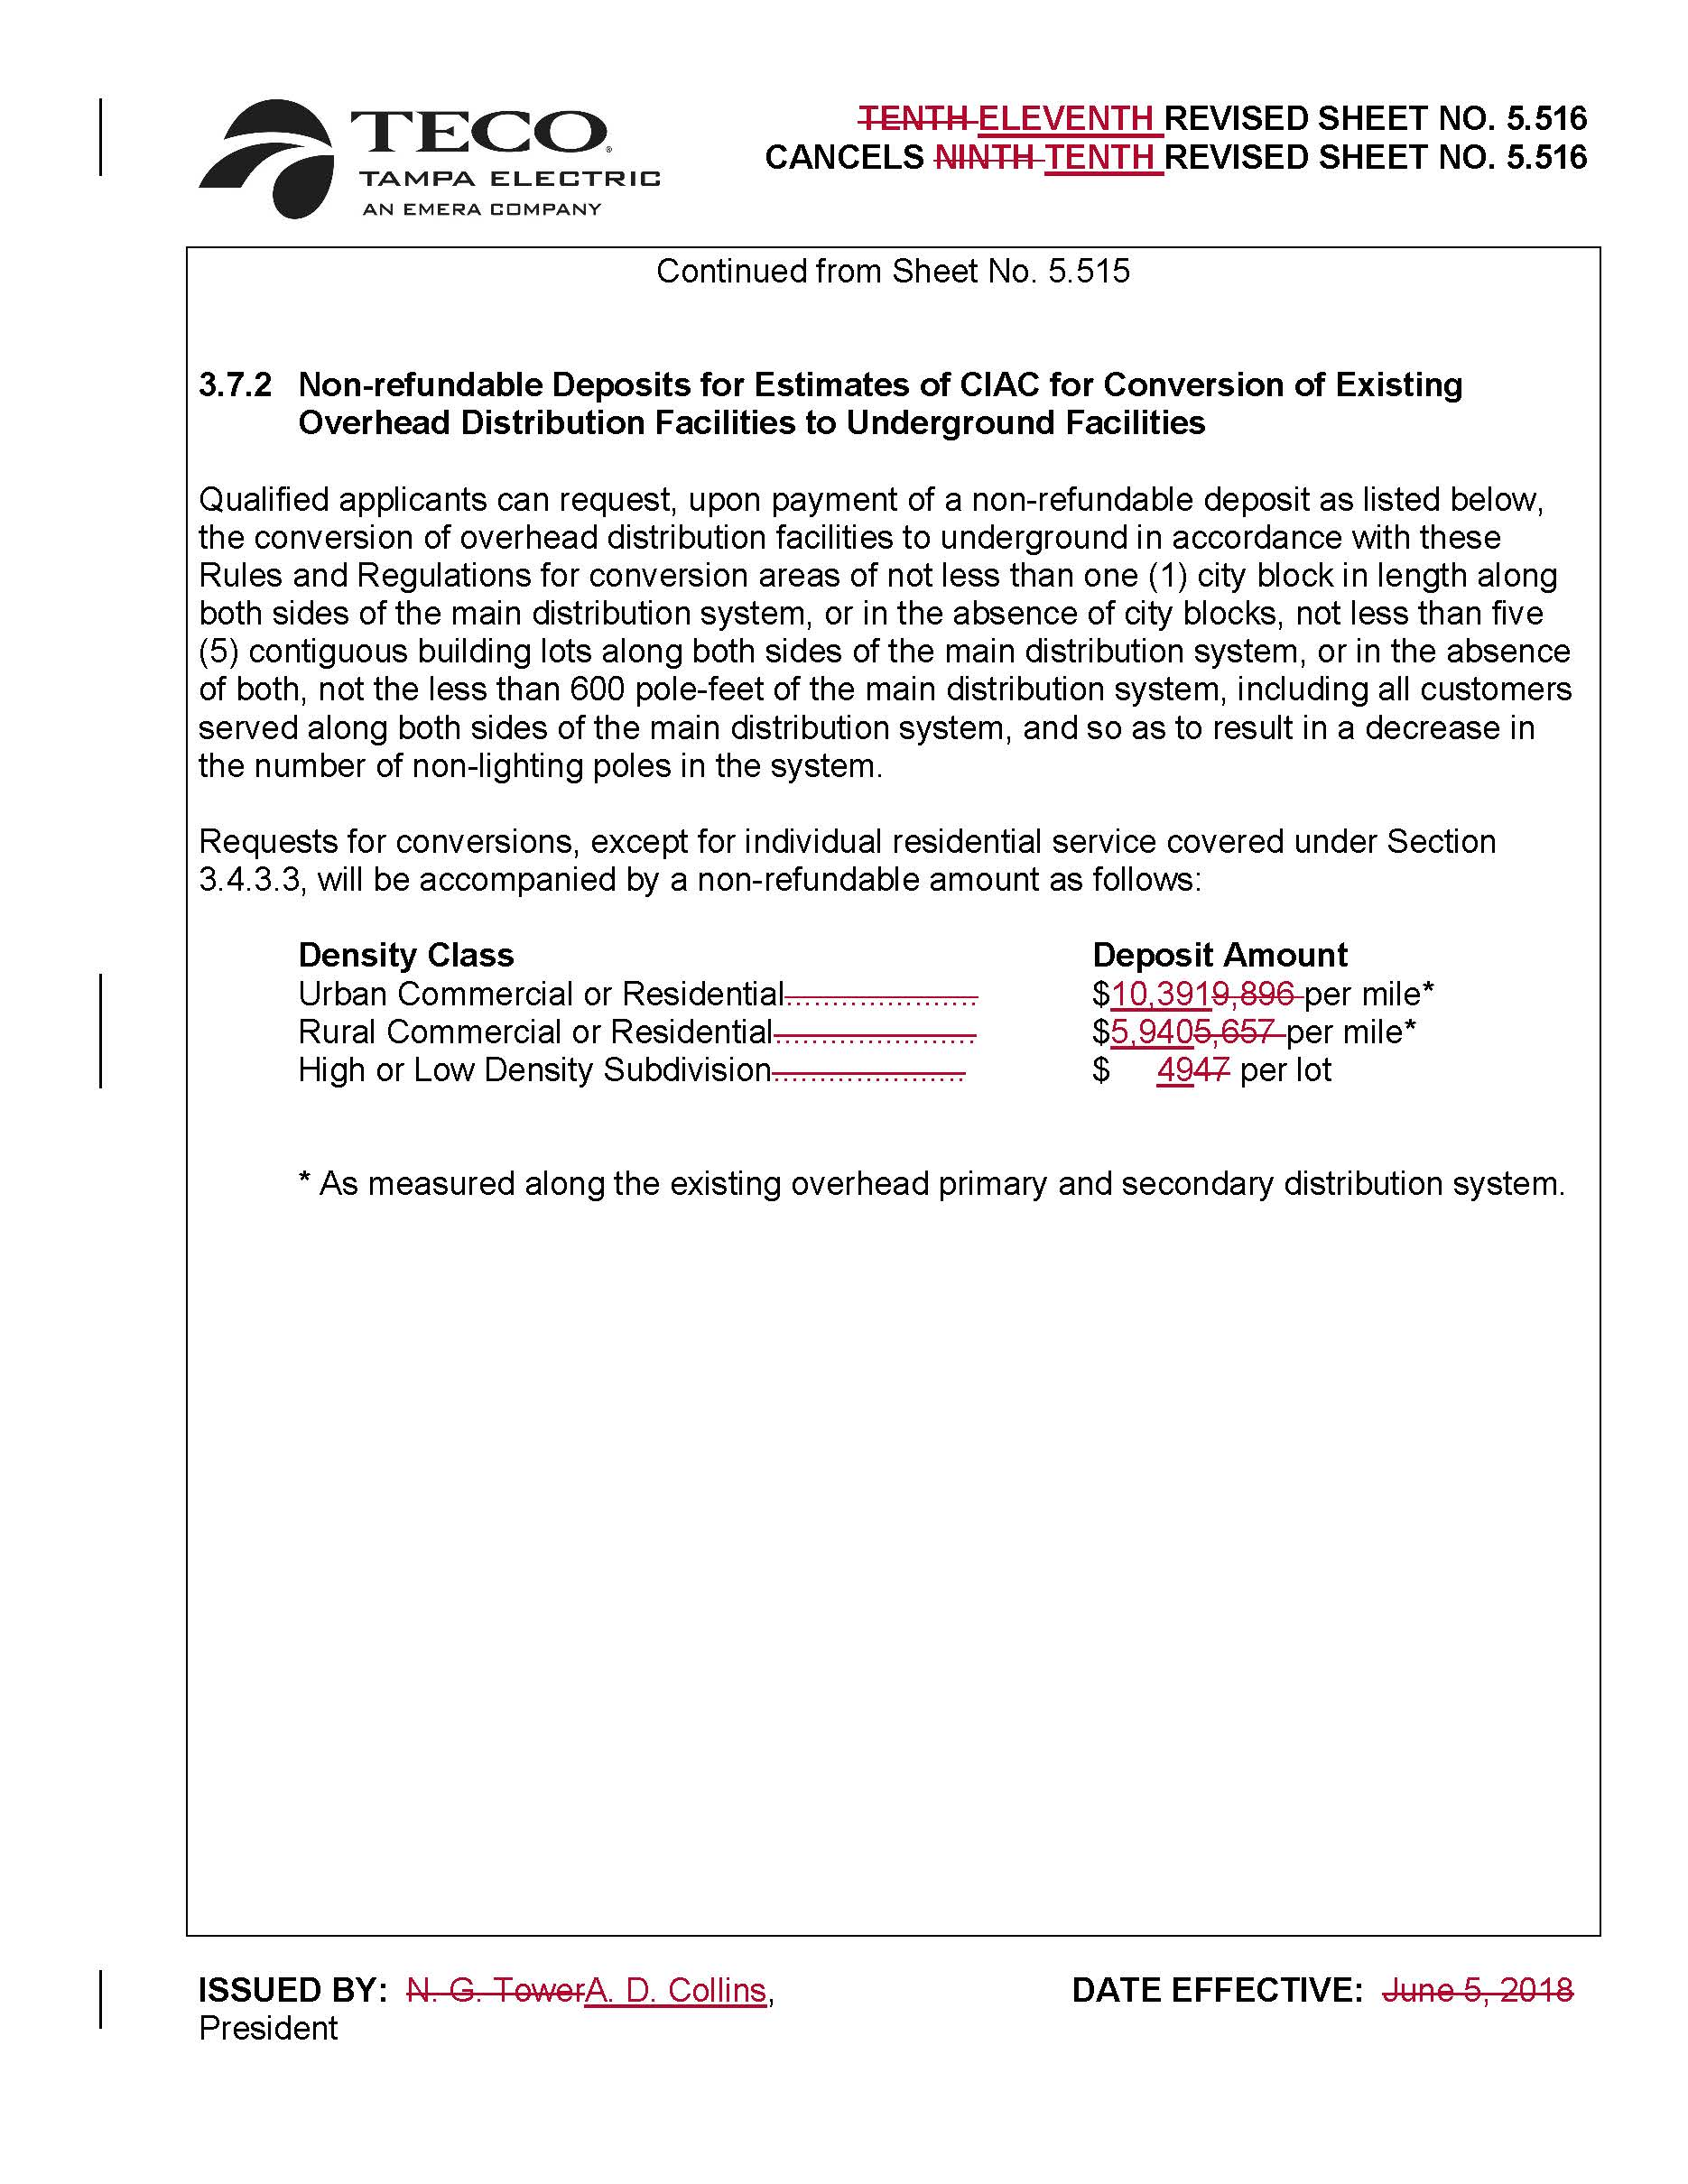 TECO®
TAMPA ELECTRIC
AN EMERA COMPANY
TENTH ELEVENTH REVISED SHEET NO. 5.516
CANCELS NINTH TENTH REVISED SHEET NO. 5.516
Continued from Sheet No. 5.515
3.7.2 Non-refundable Deposits for Estimates of CIAC for Conversion of Existing
Overhead Distribution Facilities to Underground Facilities
Qualified applicants can request, upon payment of a non-refundable deposit as listed below,
the conversion of overhead distribution facilities to underground in accordance with these
Rules and Regulations for conversion areas of not less than one (1) city block in length along
both sides of the main distribution system, or in the absence of city blocks, not less than five
(5) contiguous building lots along both sides of the main distribution system, or in the absence
of both, not the less than 600 pole-feet of the main distribution system, including all customers
served along both sides of the main distribution system, and so as to result in a decrease in
the number of non-lighting poles in the system.
Requests for conversions, except for individual residential service covered under Section
3.4.3.3, will be accompanied by a non-refundable amount as follows:
Density Class Deposit Amount
Urban Commercial or Residential..................... $10,3919,896 per mile*
Rural Commercial or Residential...................... $5,9405,657 per mile*
High or Low Density Subdivision..................... $ 4947 per lot
* As measured along the existing overhead primary and secondary distribution system.
ISSUED BY: N. G. TowerA. D. Collins, DATE EFFECTIVE: June 5, 2018
President